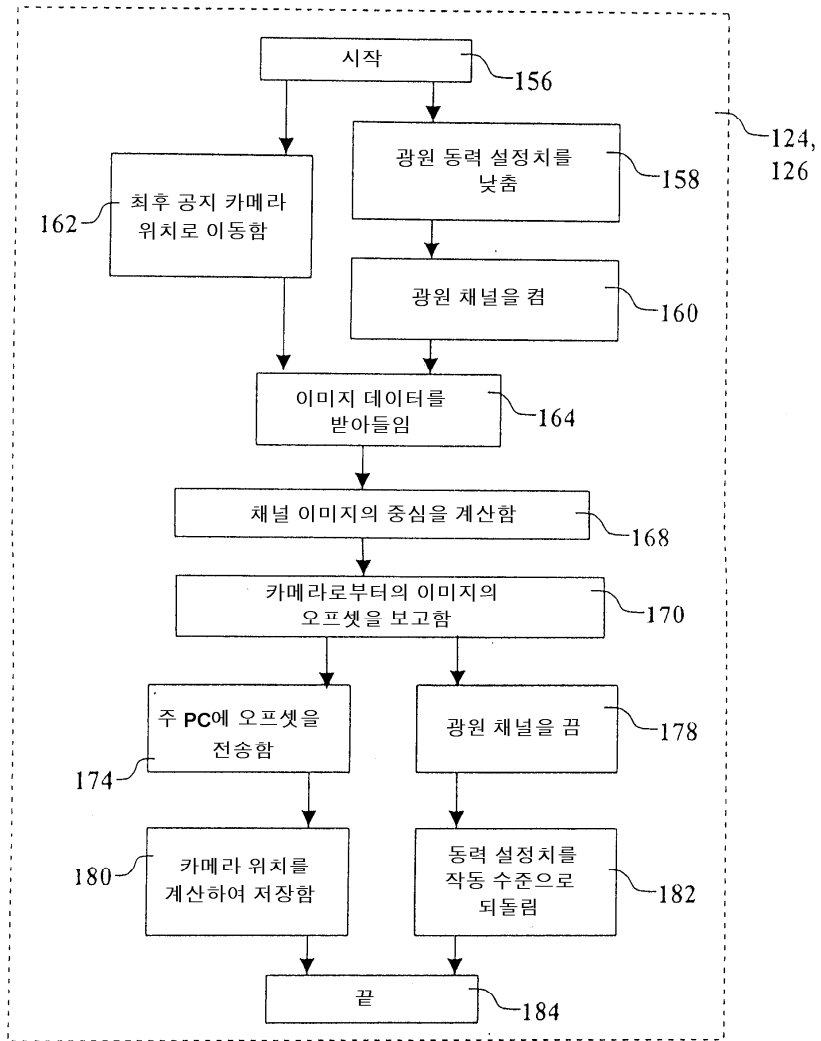 시작
156
124,
126
광원 동력 설정치를
낮춤
158
최후 공지 카메라
위치로 이동함
162
광원 채널을 켬
160
이미지 데이터를
받아들임
164
채널 이미지의 중심을 계산함
168
카메라로부터의 이미지의
오프셋을 보고함
170
주 PC에 오프셋을
전송함
174
광원 채널을 끔
178
카메라 위치를
계산하여 저장함
180
동력 설정치를
작동 수준으로
되돌림
182
끝
184